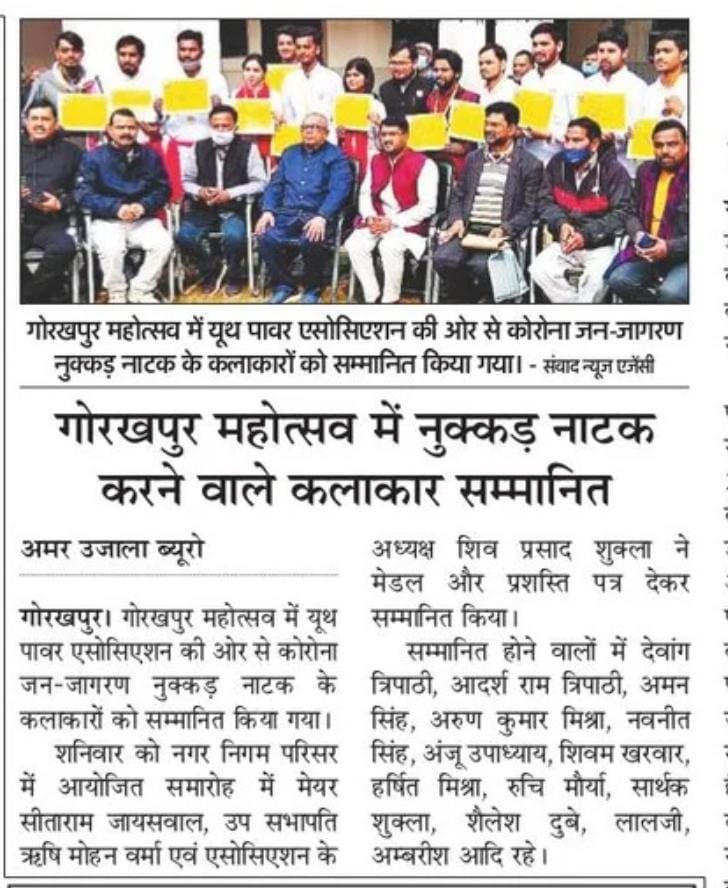 गोरखपुर महोत्सव में यूथ पावर एसोसिएशन की ओर से कोरोना जन-जागरण
नुक्कड़ नाटक के कलाकारों को सम्मानित किया गया। - संवाद न्यूज एजेंसी
गोरखपुर महोत्सव में नुक्कड़ नाटक
करने वाले कलाकार सम्मानित
अमर उजाला ब्यूरो
गोरखपुर। गोरखपुर महोत्सव में यूथ
पावर एसोसिएशन की ओर से कोरोना
जन-जागरण नुक्कड़ नाटक के
कलाकारों को सम्मानित किया गया।
शनिवार को नगर निगम परिसर
में आयोजित समारोह में मेयर
सीताराम जायसवाल, उप सभापति
ऋषि मोहन वर्मा एवं एसोसिएशन के
अध्यक्ष शिव प्रसाद शुक्ला ने
मेडल और प्रशस्ति पत्र देकर
सम्मानित किया।
सम्मानित होने वालों में देवांग
त्रिपाठी, आदर्श राम त्रिपाठी, अमन
सिंह, अरुण कुमार मिश्रा, नवनीत
सिंह, अंजू उपाध्याय, शिवम खरवार,
हर्षित मिश्रा, रुचि मौर्या, सार्थक
शुक्ला, शैलेश दुबे, लालजी,
अम्बरीश आदि रहे।